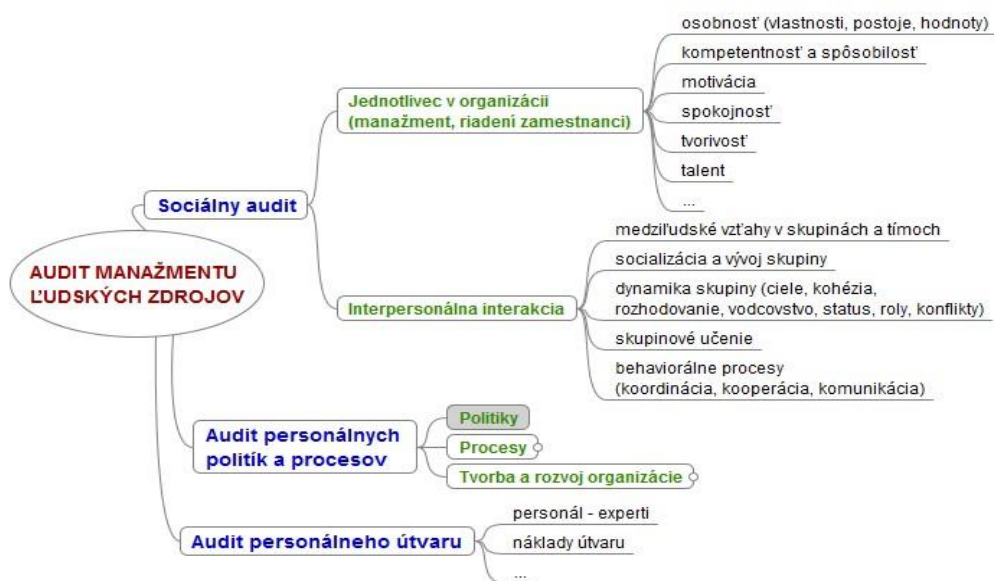 AUDIT MANAŽMENTU
ĽUDSKÝCH ZDROJOV
Sociálny audit
Jednotlivec v organizácii
(manažment, riadení zamestnanci)
osobnosť (vlastnosti, postoje, hodnoty)
kompetentnosť a spôsobilosť
motivácia
spokojnosť
tvorivosť
talent
...
Interpersonálna interakcia
medziľudské vzťahy v skupinách a tímoch
socializácia a vývoj skupiny
dynamika skupiny (ciele, kohézia,
rozhodovanie, vodcovstvo, status, roly, konflikty)
skupinové učenie
behaviorálne procesy
(koordinácia, kooperácia, komunikácia)
Audit personálnych
politík a procesov
Politiky
Procesy
Tvorba a rozvoj organizácie
Audit personálneho útvaru
personál - experti
náklady útvaru
...